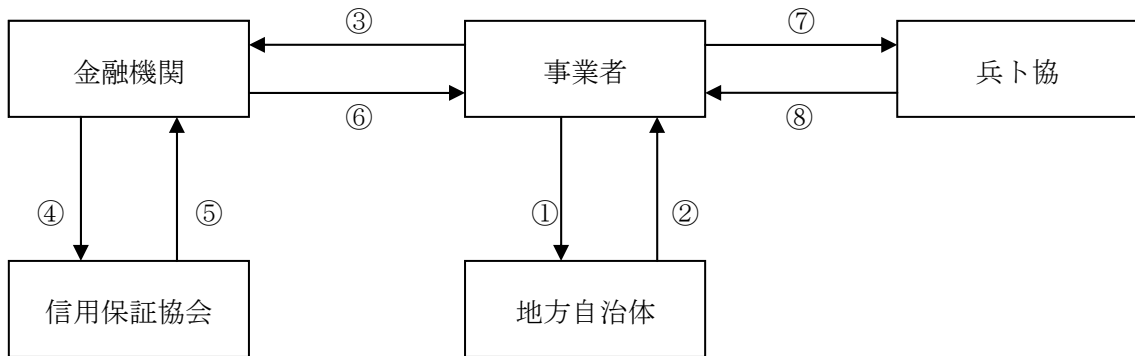 ③
⑦
金融機関
事業者
兵ト協
⑥
⑧
④
⑤
①
②
信用保証協会
地方自治体